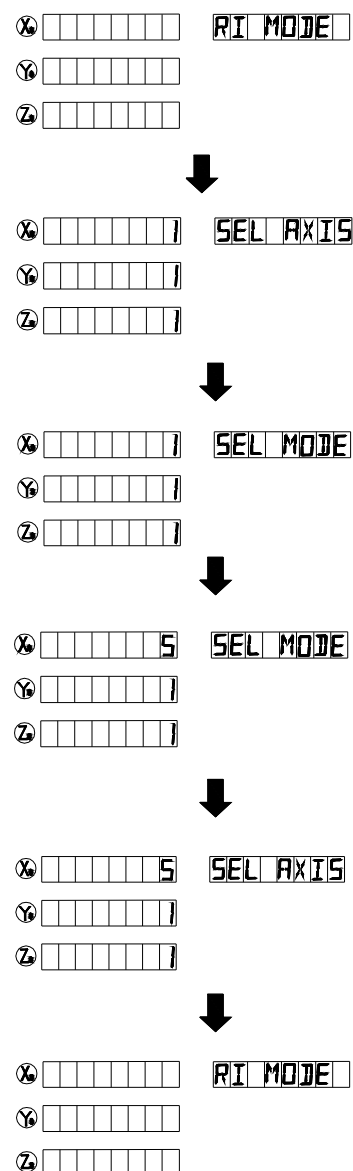 X RI MODE
Y
Z
X 1 SEL AXIS
Y 1
Z 1
X 1 SEL MODE
Y 1
Z 1
X 5 SEL MODE
Y 1
Z 1
X 5 SEL AXIS
Y 1
Z 1
X RI MODE
Y
Z